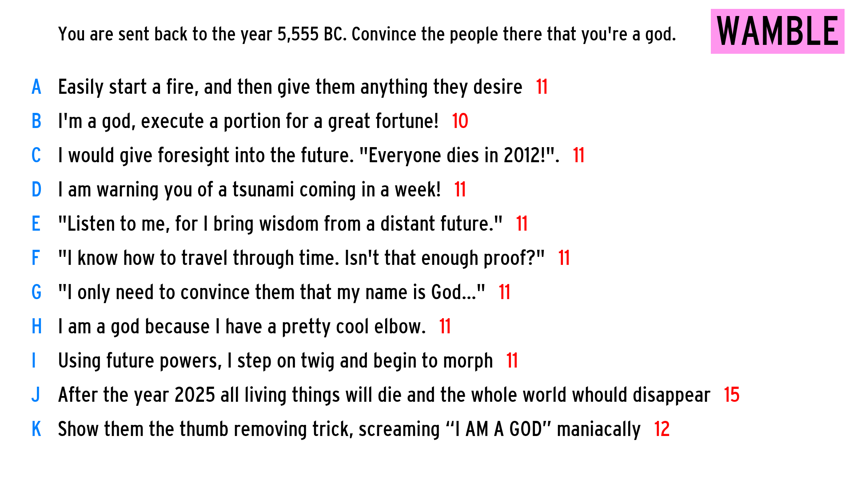 You are sent back to the year 5,555 BC. Convince the people there that you're a god.
WAMBLE
A Easily start a fire, and then give them anything they desire 11
B I'm a god, execute a portion for a great fortune! 10
C I would give foresight into the future. "Everyone dies in 2012!". 11
D I am warning you of a tsunami coming in a week! 11
E "Listen to me, for I bring wisdom from a distant future." 11
F "I know how to travel through time. Isn't that enough proof?" 11
G "I only need to convince them that my name is God..." 11
H I am a god because I have a pretty cool elbow. 11
I Using future powers, I step on twig and begin to morph 11
J After the year 2025 all living things will die and the whole world whould disappear 15
K Show them the thumb removing trick, screaming “I AM A GOD” maniacally 12